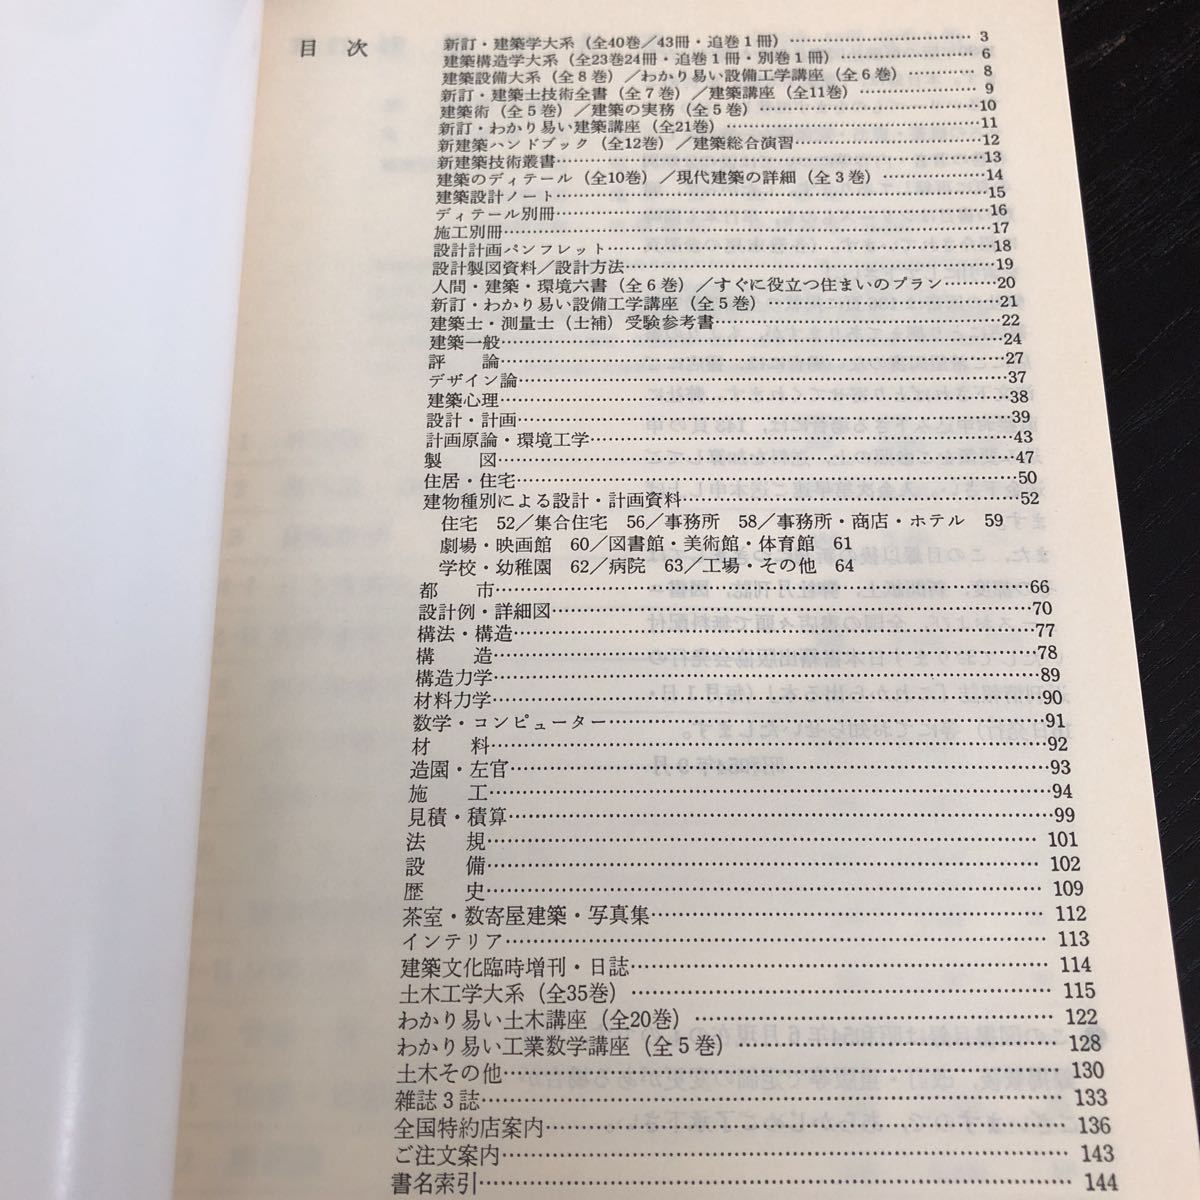 目次
新訂・建築学大系(全40巻/43冊・追巻1冊)…………3
建築構造学大系(全23巻24冊・追巻1冊・別巻1冊)…………6
建築設備大系(全8巻)/わかり易い設備工学講座(全6巻)…………8
新訂・建築士技術全書(全7巻)/建築講座(全11巻)…………9
建築術(全5巻)/建築の実務(全5巻)…………10
新訂・わかり易い建築講座(全21巻)…………11
新建築ハンドブック(全12巻)/建築総合演習…………12
新建築技術叢書…………13
建築のディテール(全10巻)/現代建築の詳細(全3巻)…………14
建築設計ノート…………15
ディテール別冊…………16
施工別冊…………17
設計計画パンフレット…………18
設計製図資料/設計方法…………19
人間・建築・環境六書(全6巻)/すぐに役立つ住まいのプラン…………20
新訂・わかり易い設備工学講座(全5巻)…………21
建築士・測量士(士補)受験参考書…………22
建築一般…………24
評論…………27
デザイン論…………37
建築心理…………38
設計・計画…………39
計画原論・環境工学…………43
製図…………47
住居・住宅…………50
建物種別による設計・計画資料…………52
住宅 52/集合住宅 56/事務所 58/事務所・商店・ホテル 59
劇場・映画館 60/図書館・美術館・体育館 61
学校・幼稚園 62/病院 63/工場・その他 64
都市…………66
設計例・詳細図…………70
構法・構造…………77
構造…………78
構造力学…………89
材料力学…………90
数学・コンピューター…………91
材料…………92
造園・左官…………93
施工…………94
見積・積算…………99
法規…………101
設備…………102
歴史…………109
茶室・数寄屋建築・写真集…………112
インテリア…………113
建築文化臨時増刊・日誌…………114
土木工学大系(全35巻)…………115
わかり易い土木講座(全20巻)…………122
わかり易い工業数学講座(全5巻)…………128
土木その他…………130
雑誌3誌…………133
全国特約店案内…………136
ご注文案内…………143
書名索引…………144